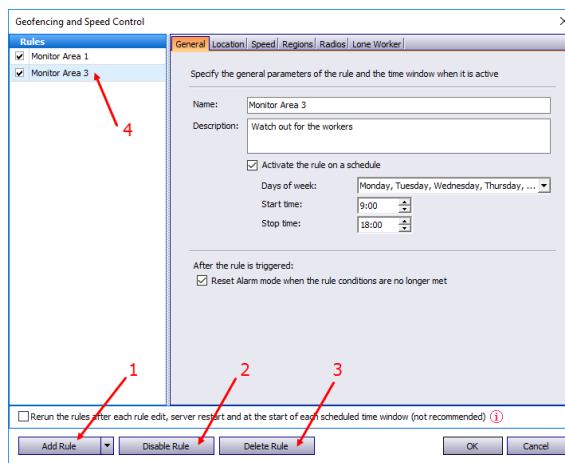 Geofencing and Speed Control
Rules
Monitor Area 1
Monitor Area 3
4
General Location Speed Regions Radios Lone Worker
Specify the general parameters of the rule and the time window when it is active
Name: Monitor Area 3
Description: Watch out for the workers
Activate the rule on a schedule
Days of week: Monday, Tuesday, Wednesday, Thursday, ...
Start time: 9:00
Stop time: 18:00
After the rule is triggered:
Reset Alarm mode when the rule conditions are no longer met
1 2 3
Rerun the rules after each rule edit, server restart and at the start of each scheduled time window (not recommended) i
Add Rule Disable Rule Delete Rule OK Cancel